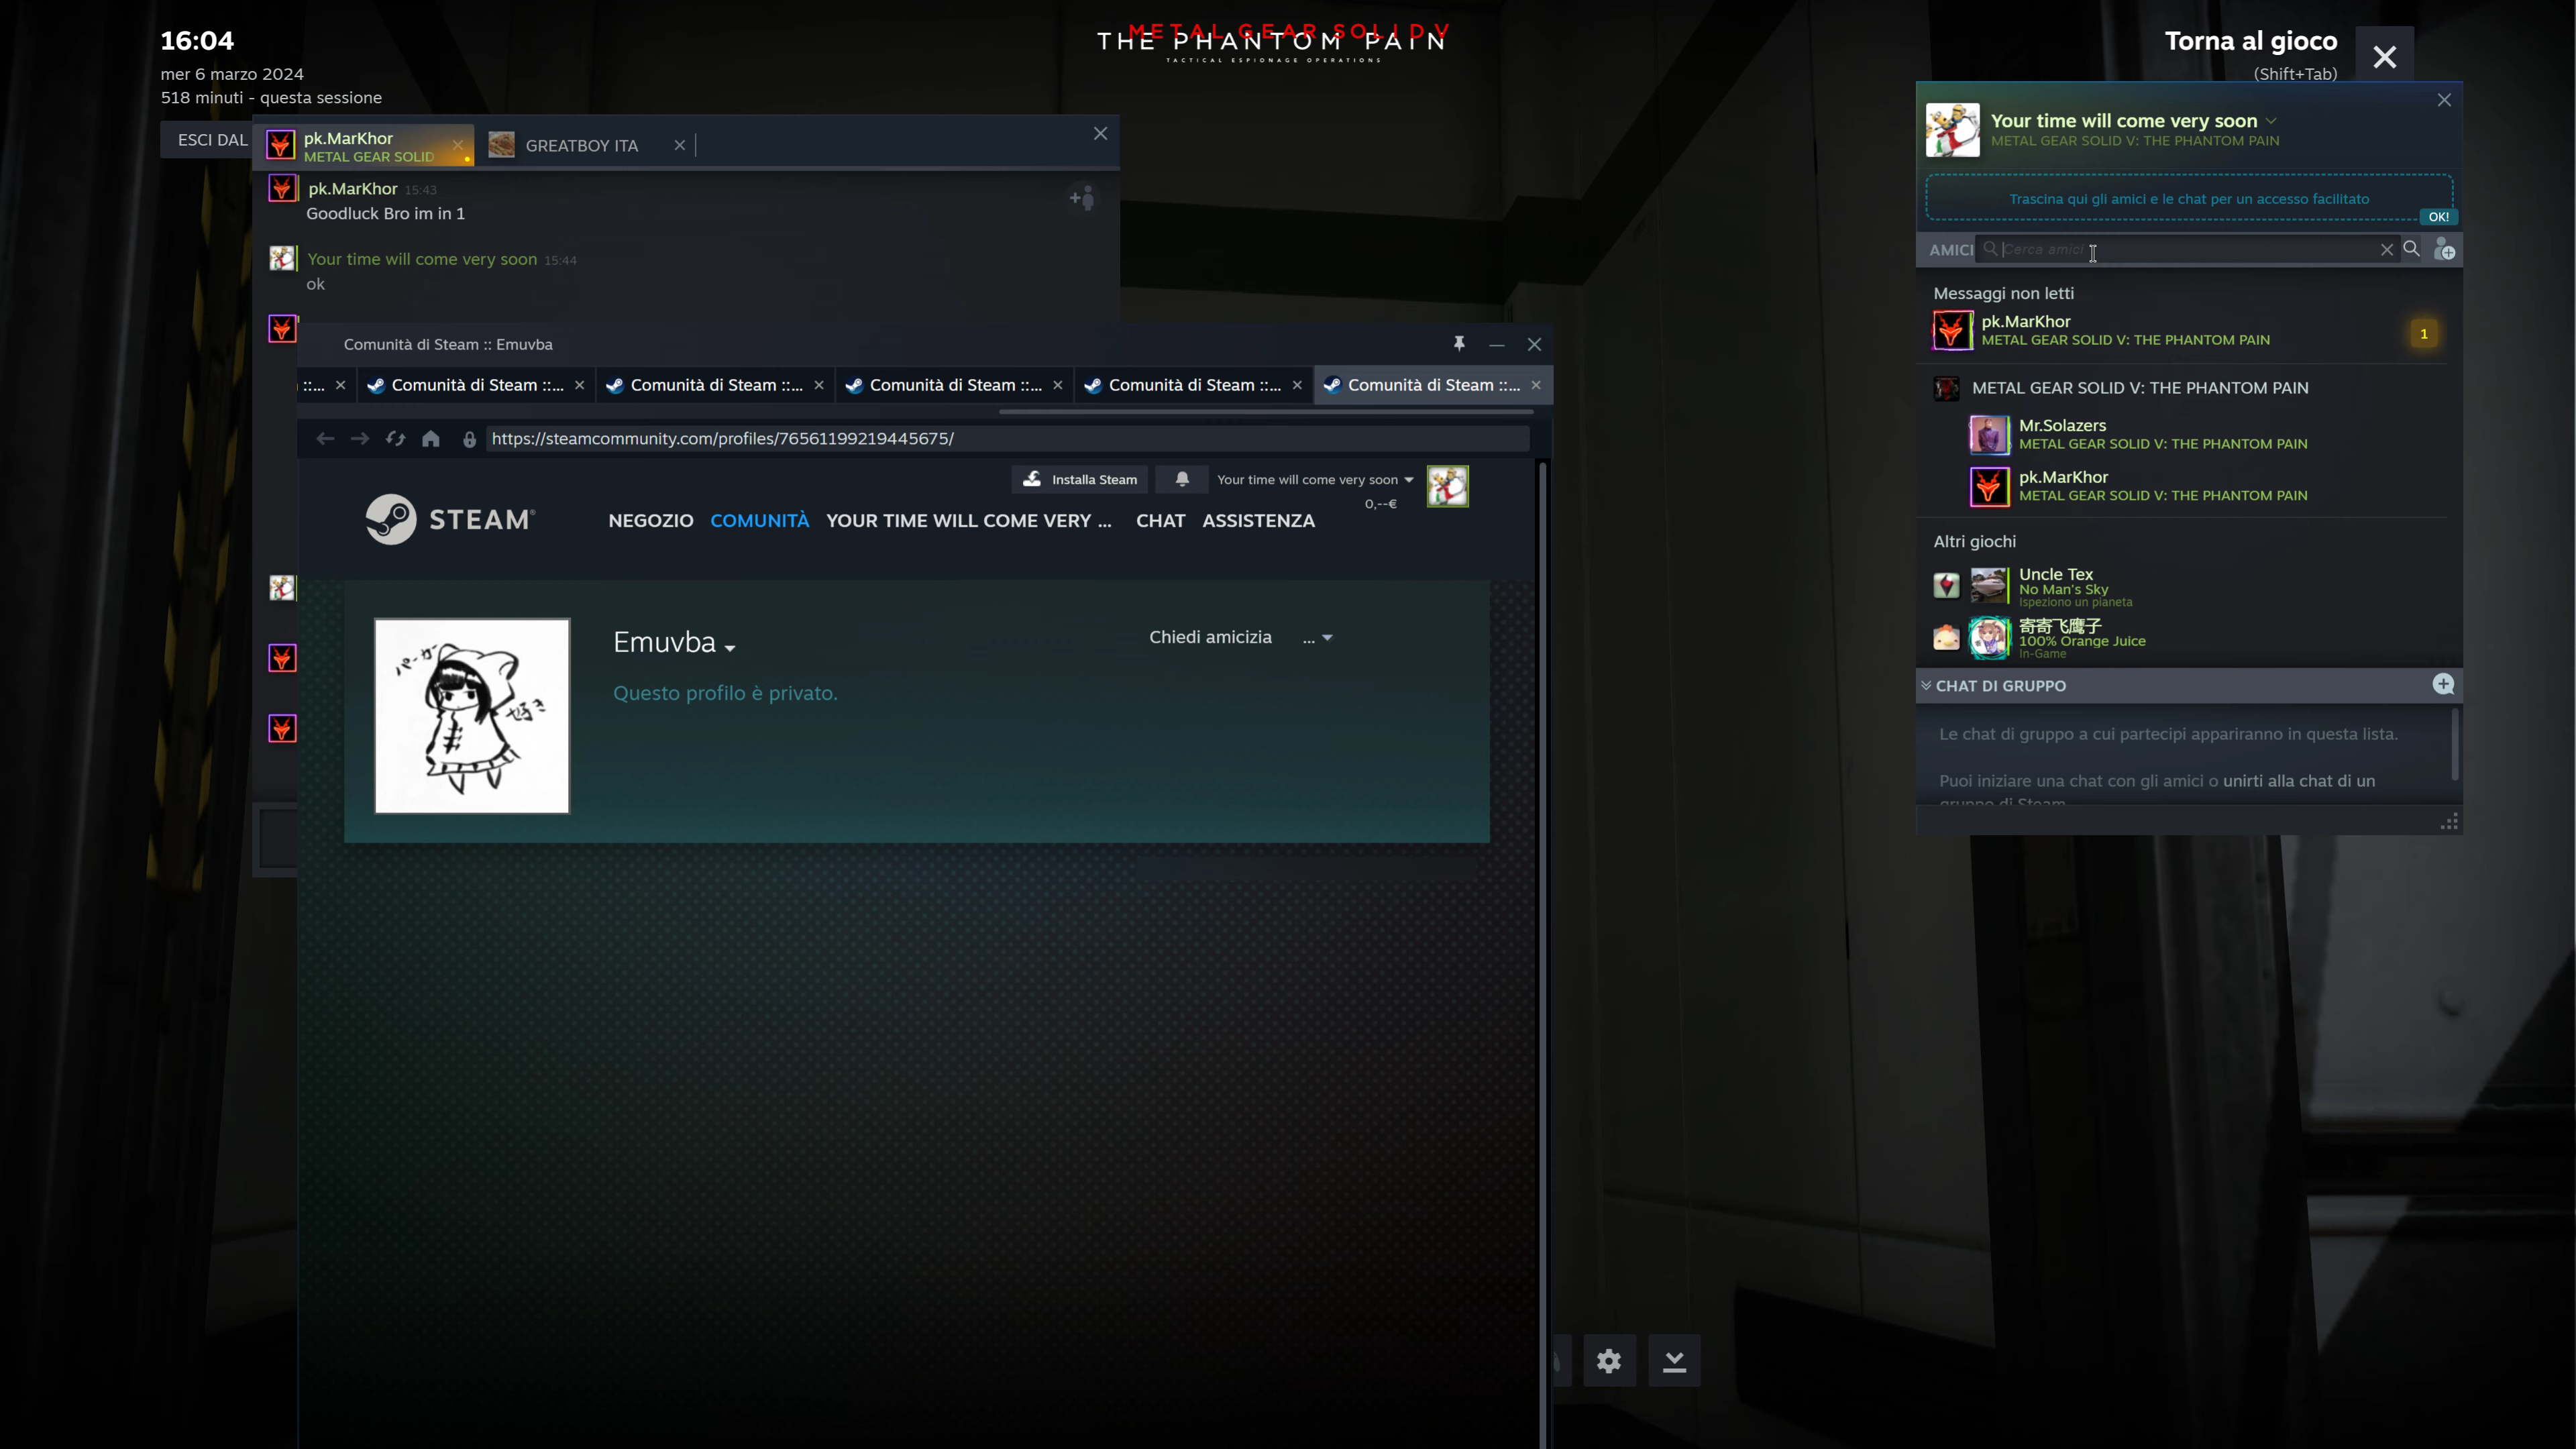 16:04
mer 6 marzo 2024
518 minuti - questa sessione
ESCI DAL
METAL GEAR SOLID V
THE PHANTOM PAIN
TACTICAL ESPIONAGE OPERATIONS
Torna al gioco
(Shift+Tab)
pk.MarKhor
METAL GEAR SOLID
GREATBOY ITA
pk.MarKhor 15:43
Goodluck Bro im in 1
Your time will come very soon 15:44
ok
Comunità di Steam :: Emuvba
::...
Comunità di Steam ::...
Comunità di Steam ::...
Comunità di Steam ::...
Comunità di Steam ::...
Comunità di Steam ::...
https://steamcommunity.com/profiles/76561199219445675/
Installa Steam
Your time will come very soon
0,--€
STEAM®
NEGOZIO
COMUNITÀ
YOUR TIME WILL COME VERY ...
CHAT
ASSISTENZA
パーカー
好き
Emuvba
Questo profilo è privato.
Chiedi amicizia
...
Your time will come very soon
METAL GEAR SOLID V: THE PHANTOM PAIN
Trascina qui gli amici e le chat per un accesso facilitato
OK!
AMICI
Cerca amici
Messaggi non letti
pk.MarKhor
METAL GEAR SOLID V: THE PHANTOM PAIN
1
METAL GEAR SOLID V: THE PHANTOM PAIN
Mr.Solazers
METAL GEAR SOLID V: THE PHANTOM PAIN
pk.MarKhor
METAL GEAR SOLID V: THE PHANTOM PAIN
Altri giochi
Uncle Tex
No Man's Sky
Ispeziono un pianeta
寄寄飞鹰子
100% Orange Juice
In-Game
CHAT DI GRUPPO
Le chat di gruppo a cui partecipi appariranno in questa lista.
Puoi iniziare una chat con gli amici o unirti alla chat di un
gruppo di Steam